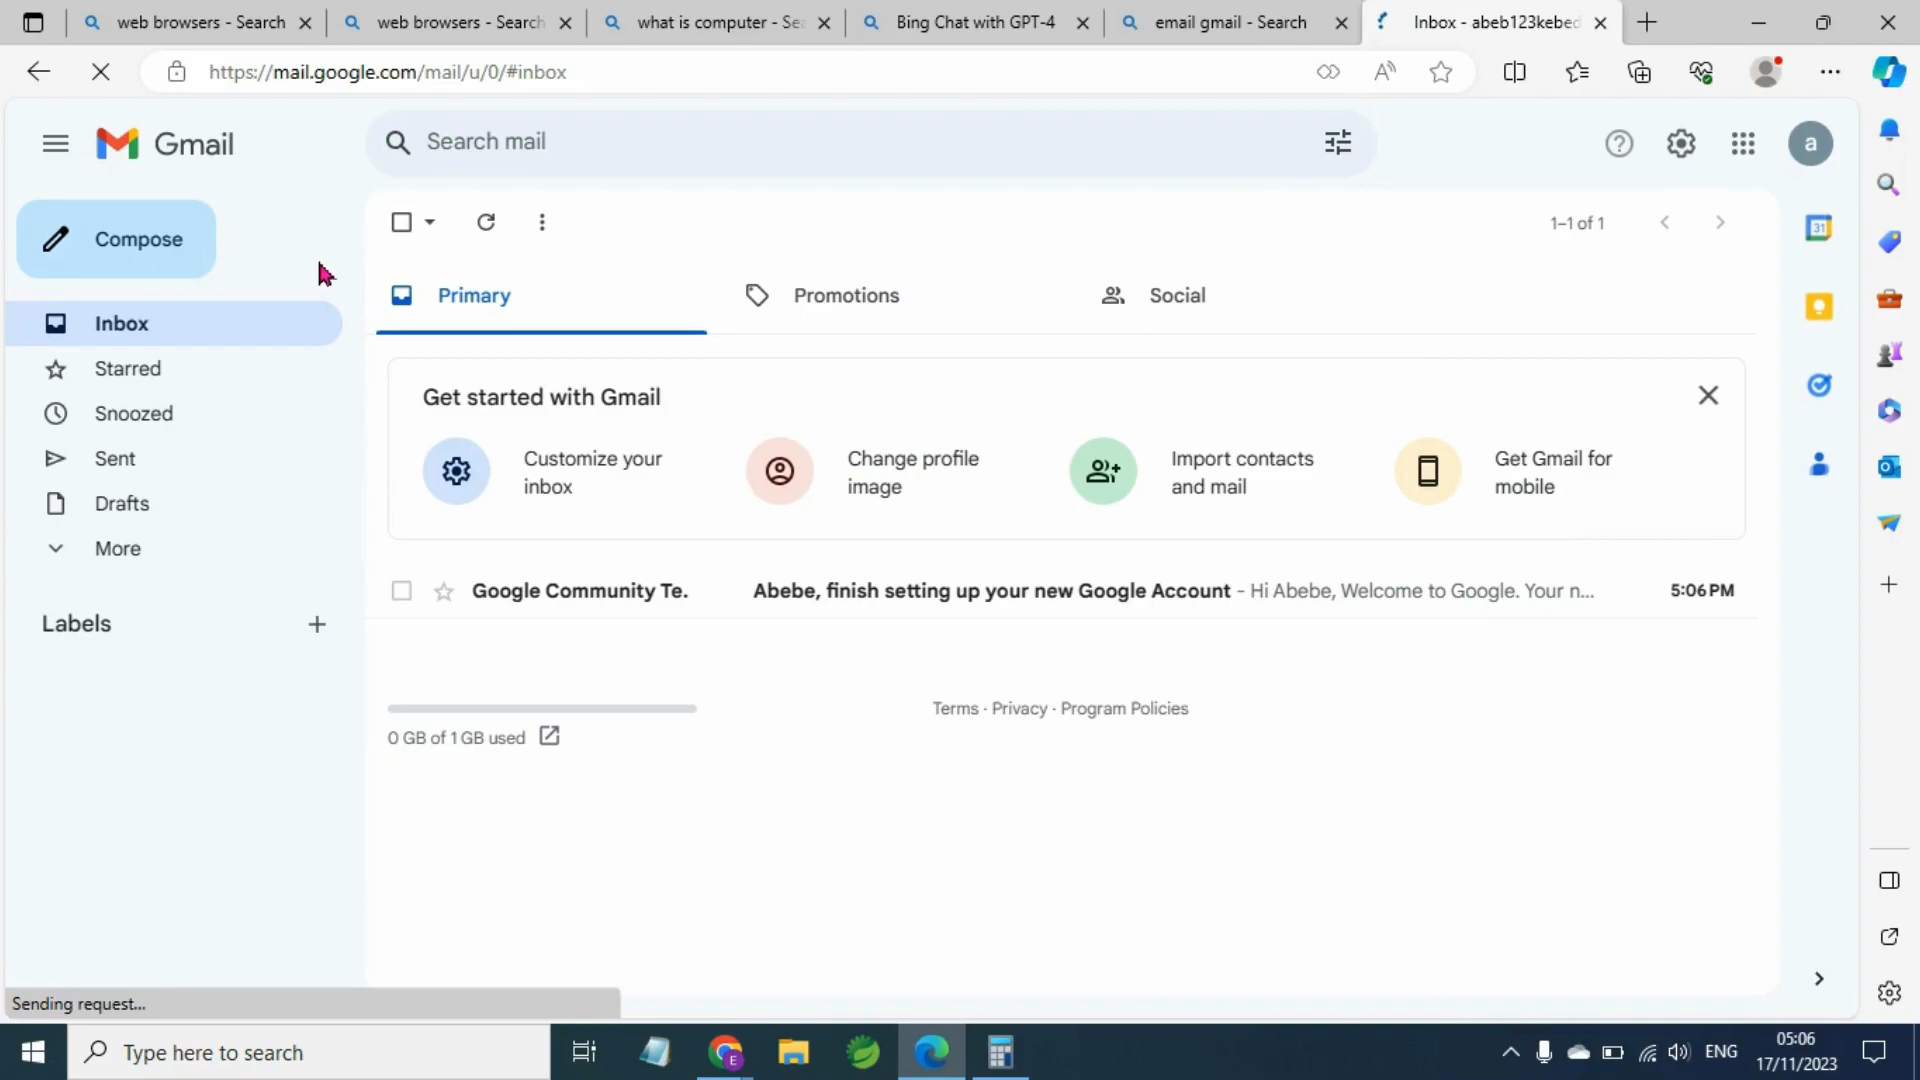 web browsers - Search
web browsers - Search
what is computer - Se
Bing Chat with GPT-4
email gmail - Search
Inbox - abeb123kebed
https://mail.google.com/mail/u/0/#inbox
Gmail
Search mail
a
Compose
1–1 of 1
31
Primary
Promotions
Social
Inbox
Starred
Snoozed
Sent
Drafts
More
Labels
Get started with Gmail
Customize your
inbox
Change profile
image
Import contacts
and mail
Get Gmail for
mobile
Google Community Te.
Abebe, finish setting up your new Google Account - Hi Abebe, Welcome to Google. Your n...
5:06 PM
0 GB of 1 GB used
Terms · Privacy · Program Policies
Sending request...
Type here to search
E
ENG
05:06
17/11/2023